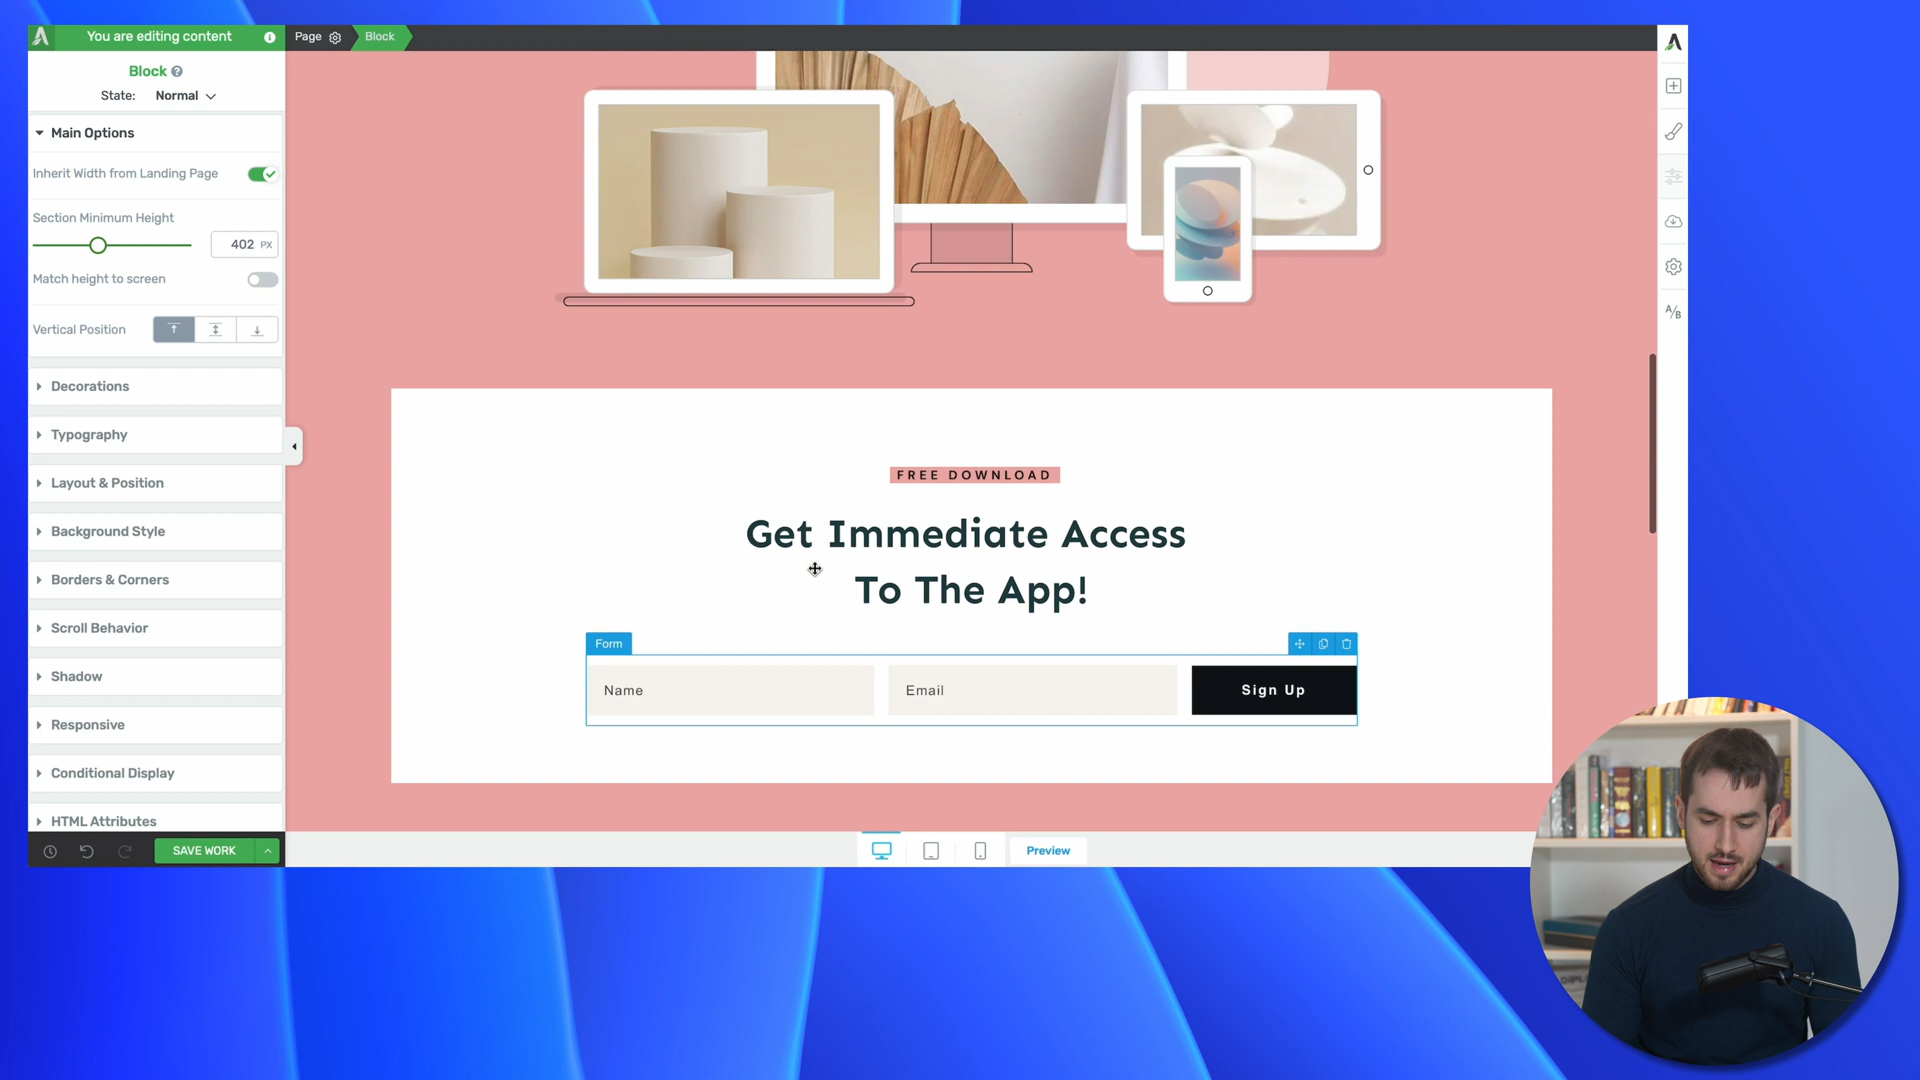 You are editing content
Page
Block
Block
State: Normal
Main Options
Inherit Width from Landing Page
Section Minimum Height
402 PX
Match height to screen
Vertical Position
Decorations
Typography
Layout & Position
Background Style
Borders & Corners
Scroll Behavior
Shadow
Responsive
Conditional Display
HTML Attributes
SAVE WORK
FREE DOWNLOAD
Get Immediate Access
To The App!
Form
Name
Email
Sign Up
Preview
A/B